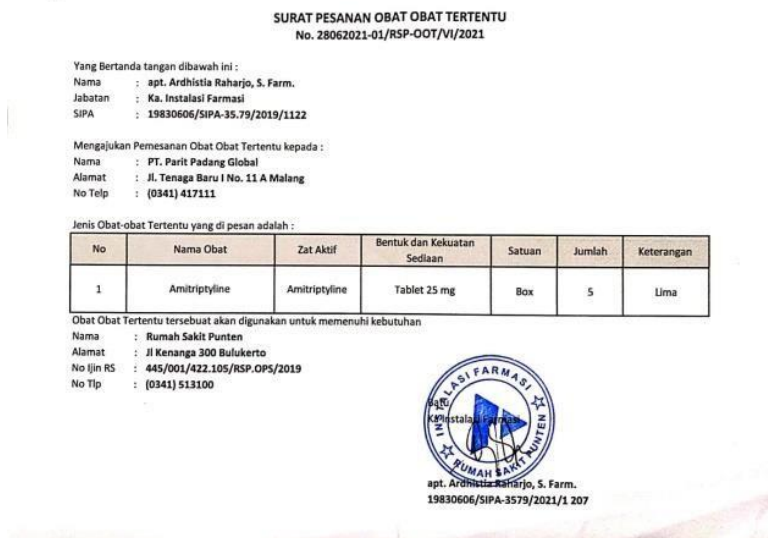 SURAT PESANAN OBAT OBAT TERTENTU
No. 28062021-01/RSP-OOT/VI/2021
Yang Bertanda tangan dibawah ini :
Nama : apt. Ardhistia Raharjo, S. Farm.
Jabatan : Ka. Instalasi Farmasi
SIPA : 19830606/SIPA-35.79/2019/1122
Mengajukan Pemesanan Obat Obat Tertentu kepada :
Nama : PT. Parit Padang Global
Alamat : Jl. Tenaga Baru I No. 11 A Malang
No Telp : (0341) 417111
Jenis Obat-obat Tertentu yang di pesan adalah :
No Nama Obat Zat Aktif Bentuk dan Kekuatan Sediaan Satuan Jumlah Keterangan
1 Amitriptyline Amitriptyline Tablet 25 mg Box 5 Lima
Obat Obat Tertentu tersebuat akan digunakan untuk memenuhi kebutuhan
Nama : Rumah Sakit Punten
Alamat : Jl Kenanga 300 Bulukerto
No Ijin RS : 445/001/422.105/RSP.OPS/2019
No Tlp : (0341) 513100
Batu
Ka Instalasi Farmasi
INSTALASI FARMASI
RUMAH SAKIT PUNTEN
apt. Ardhistia Raharjo, S. Farm.
19830606/SIPA-3579/2021/1 207